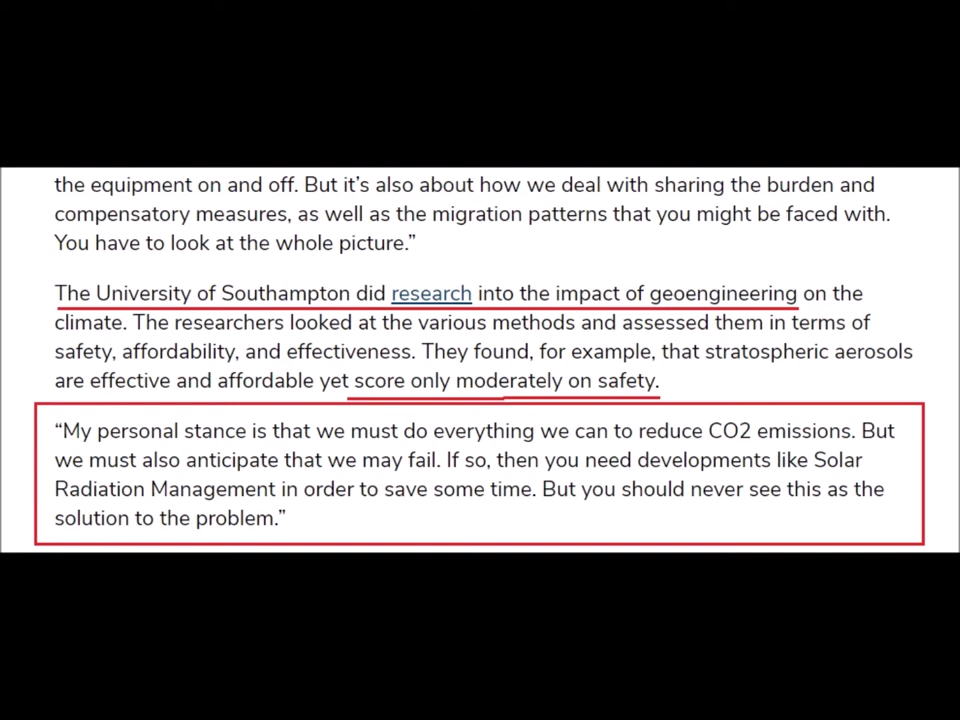 the equipment on and off. But it’s also about how we deal with sharing the burden and
compensatory measures, as well as the migration patterns that you might be faced with.
You have to look at the whole picture.”
The University of Southampton did research into the impact of geoengineering on the
climate. The researchers looked at the various methods and assessed them in terms of
safety, affordability, and effectiveness. They found, for example, that stratospheric aerosols
are effective and affordable yet score only moderately on safety.
“My personal stance is that we must do everything we can to reduce CO2 emissions. But
we must also anticipate that we may fail. If so, then you need developments like Solar
Radiation Management in order to save some time. But you should never see this as the
solution to the problem.”